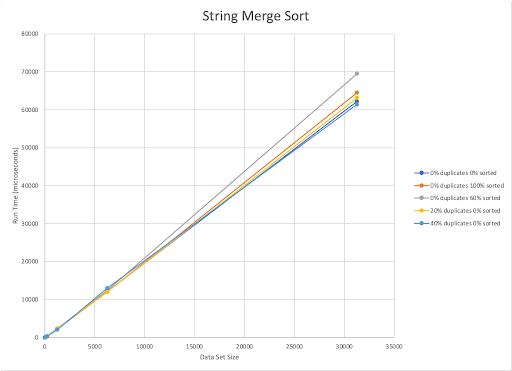 String Merge Sort
80000
70000
60000
50000
40000
30000
20000
10000
0
Run Time (microseconds)
0 5000 10000 15000 20000 25000 30000 35000
Data Set Size
0% duplicates 0% sorted
0% duplicates 100% sorted
0% duplicates 60% sorted
20% duplicates 0% sorted
40% duplicates 0% sorted